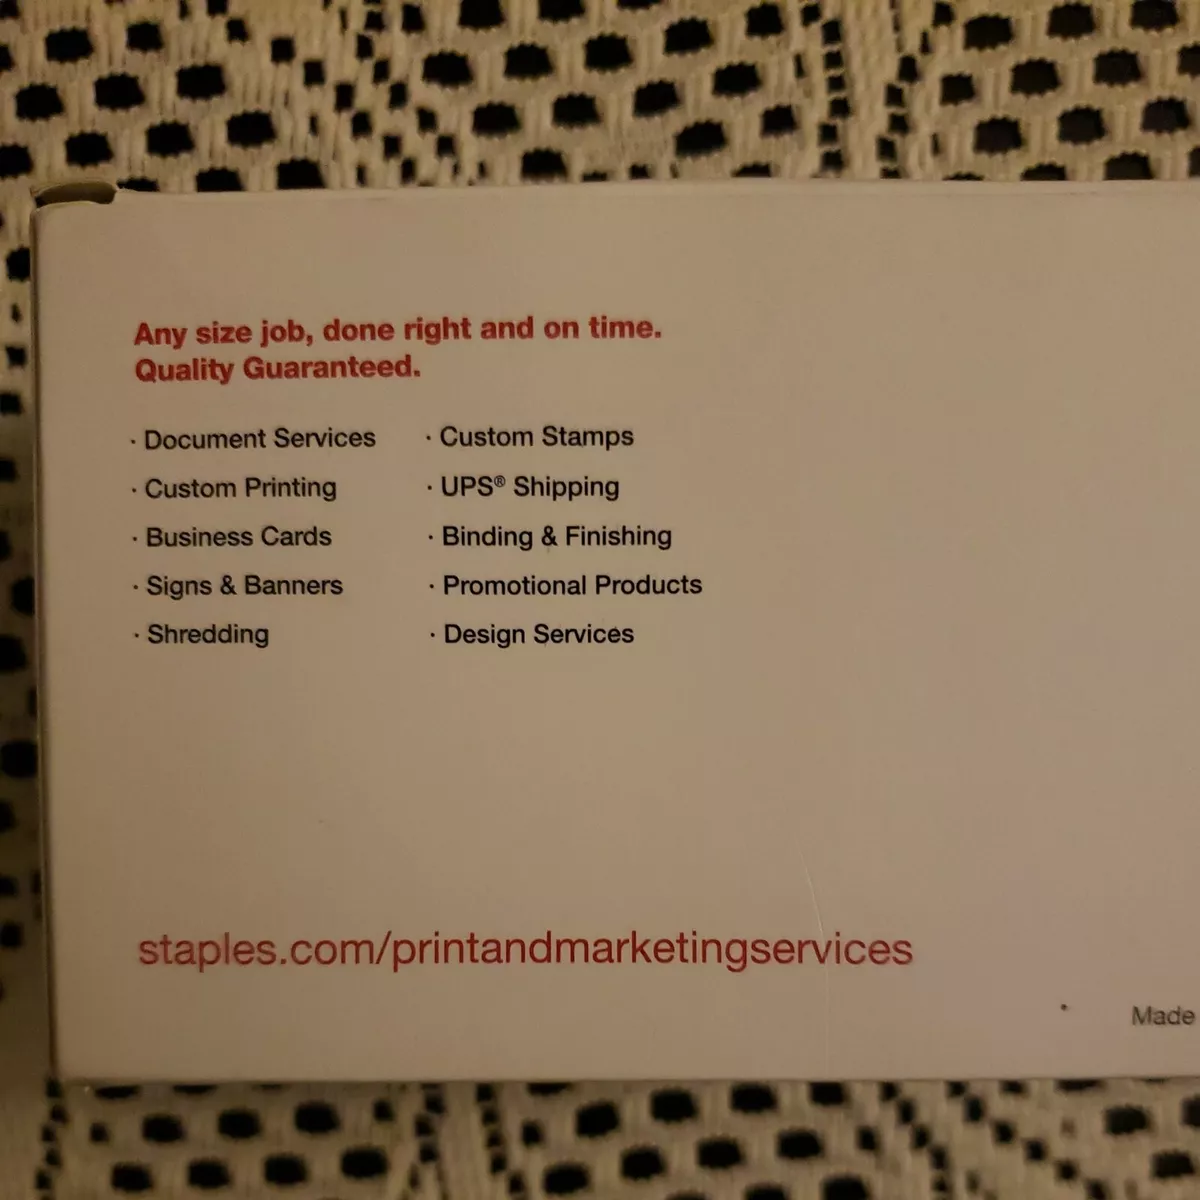 Any size job, done right and on time.
Quality Guaranteed.
· Document Services
· Custom Printing
· Business Cards
· Signs & Banners
· Shredding
· Custom Stamps
· UPS® Shipping
· Binding & Finishing
· Promotional Products
· Design Services
staples.com/printandmarketingservices
Made